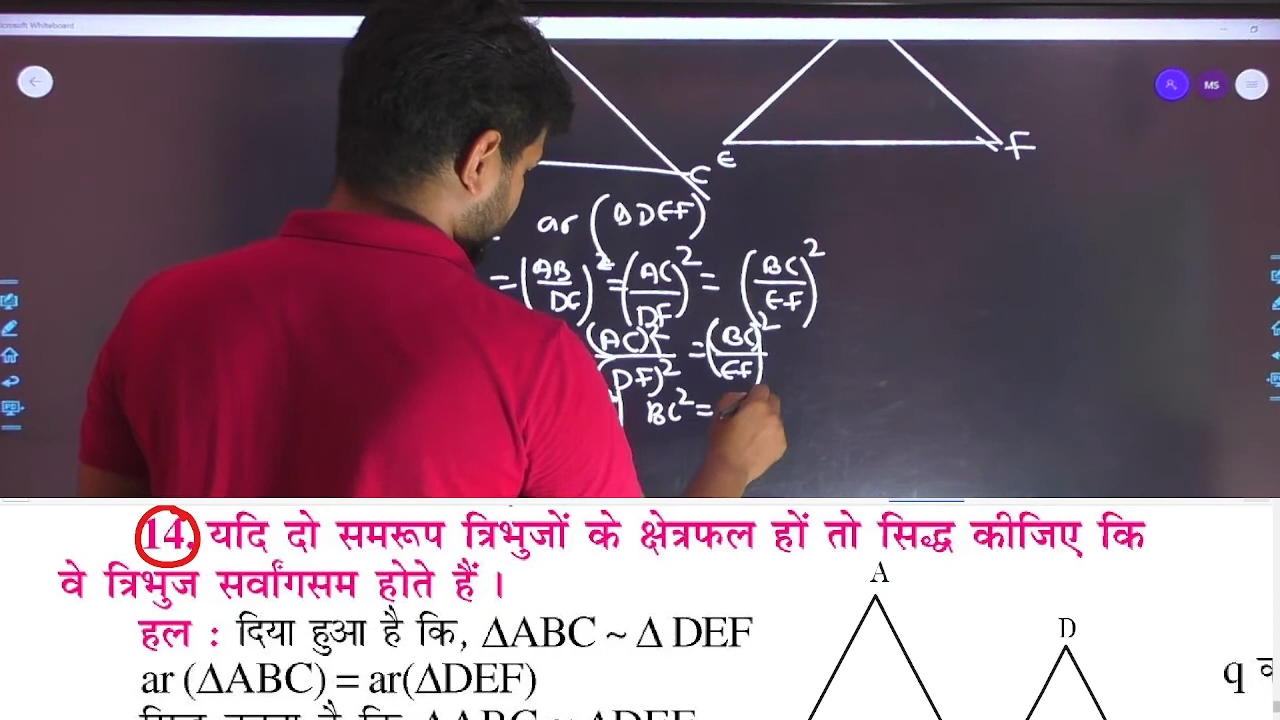 Microsoft Whiteboard
MS
E
F
C
ar (ΔDEF)
= (AB/DE)² = (AC/DF)² = (BC/EF)²
(AC)²/(DF)² = (BC/EF)²
BC² =
14. यदि दो समरूप त्रिभुजों के क्षेत्रफल हों तो सिद्ध कीजिए कि
वे त्रिभुज सर्वांगसम होते हैं ।
हल : दिया हुआ है कि, ΔABC ~ Δ DEF
A
D
ar (ΔABC) = ar(ΔDEF)
q